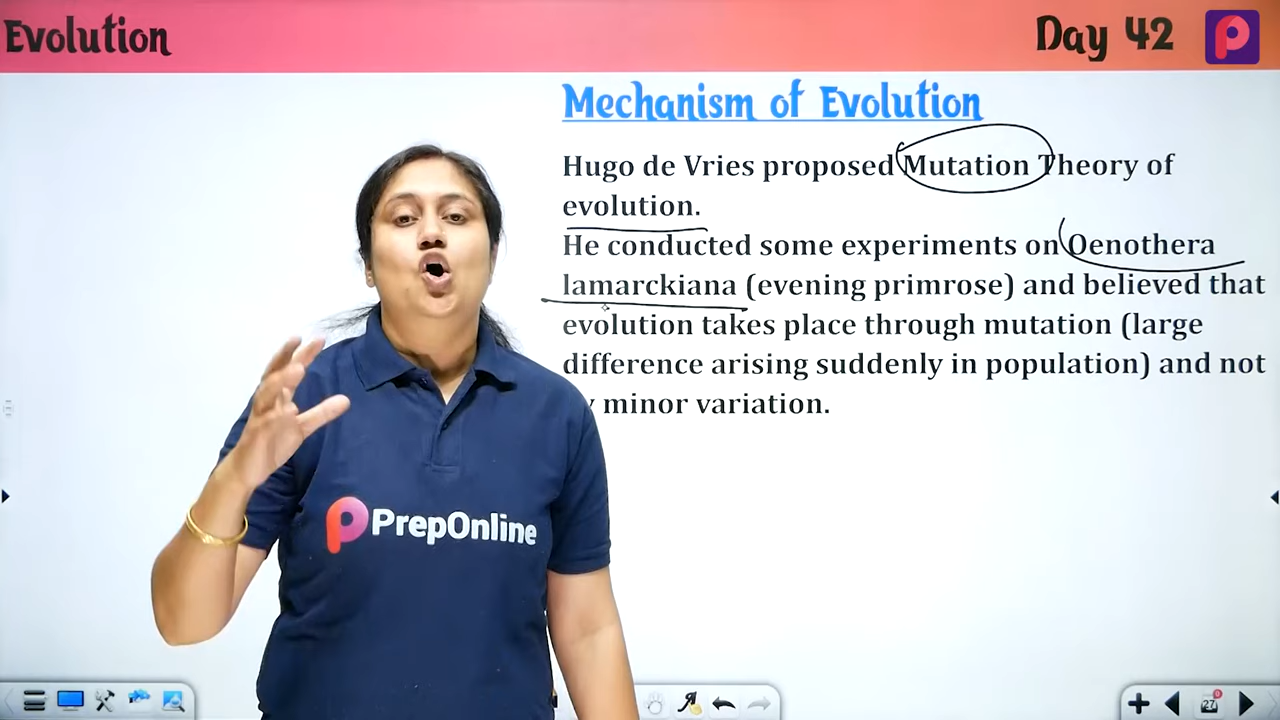 Evolution
Day 42
Mechanism of Evolution
Hugo de Vries proposed Mutation Theory of
evolution.
He conducted some experiments on Oenothera
lamarckiana (evening primrose) and believed that
evolution takes place through mutation (large
difference arising suddenly in population) and not
minor variation.
PrepOnline
27